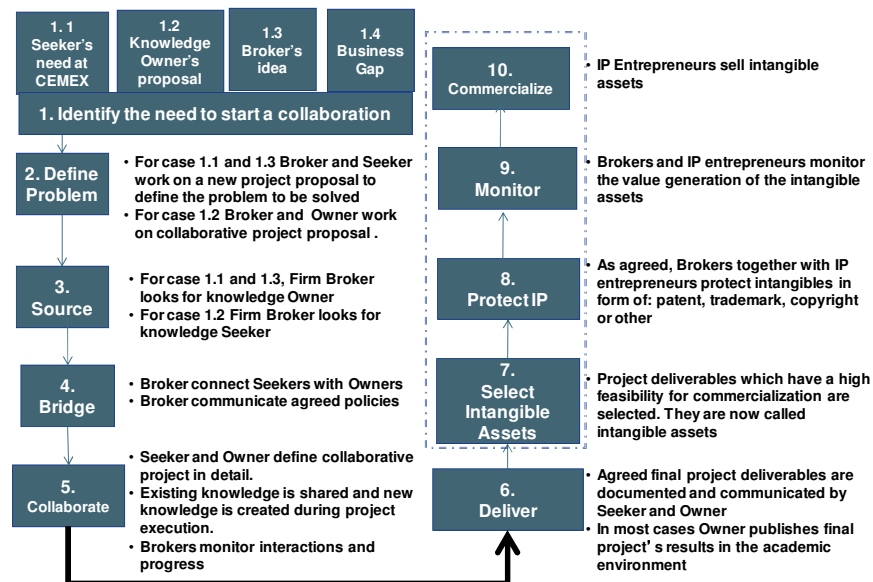 1. 1
Seeker's
need at
CEMEX
1.2
Knowledge
Owner's
proposal
1.3
Broker's
idea
1.4
Business
Gap
1. Identify the need to start a collaboration
2. Define
Problem
• For case 1.1 and 1.3 Broker and Seeker
work on a new project proposal to
define the problem to be solved
• For case 1.2 Broker and Owner work
on collaborative project proposal .
3.
Source
• For case 1.1 and 1.3, Firm Broker
looks for knowledge Owner
• For case 1.2 Firm Broker looks for
knowledge Seeker
4.
Bridge
• Broker connect Seekers with Owners
• Broker communicate agreed policies
5.
Collaborate
• Seeker and Owner define collaborative
project in detail.
• Existing knowledge is shared and new
knowledge is created during project
execution.
• Brokers monitor interactions and
progress
10.
Commercialize
• IP Entrepreneurs sell intangible
assets
9.
Monitor
• Brokers and IP entrepreneurs monitor
the value generation of the intangible
assets
8.
Protect IP
• As agreed, Brokers together with IP
entrepreneurs protect intangibles in
form of: patent, trademark, copyright
or other
7.
Select
Intangible
Assets
• Project deliverables which have a high
feasibility for commercialization are
selected. They are now called
intangible assets
6.
Deliver
• Agreed final project deliverables are
documented and communicated by
Seeker and Owner
• In most cases Owner publishes final
project's results in the academic
environment